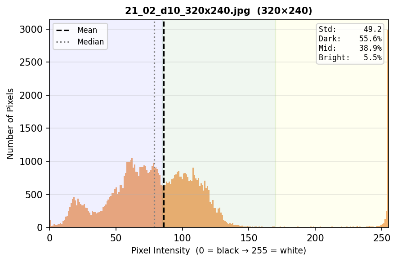 21_02_d10_320x240.jpg  (320×240)
Mean
Median
Std: 49.2
Dark: 55.6%
Mid: 38.9%
Bright: 5.5%
Number of Pixels
3000
2500
2000
1500
1000
500
0
0 50 100 150 200 250
Pixel Intensity  (0 = black → 255 = white)